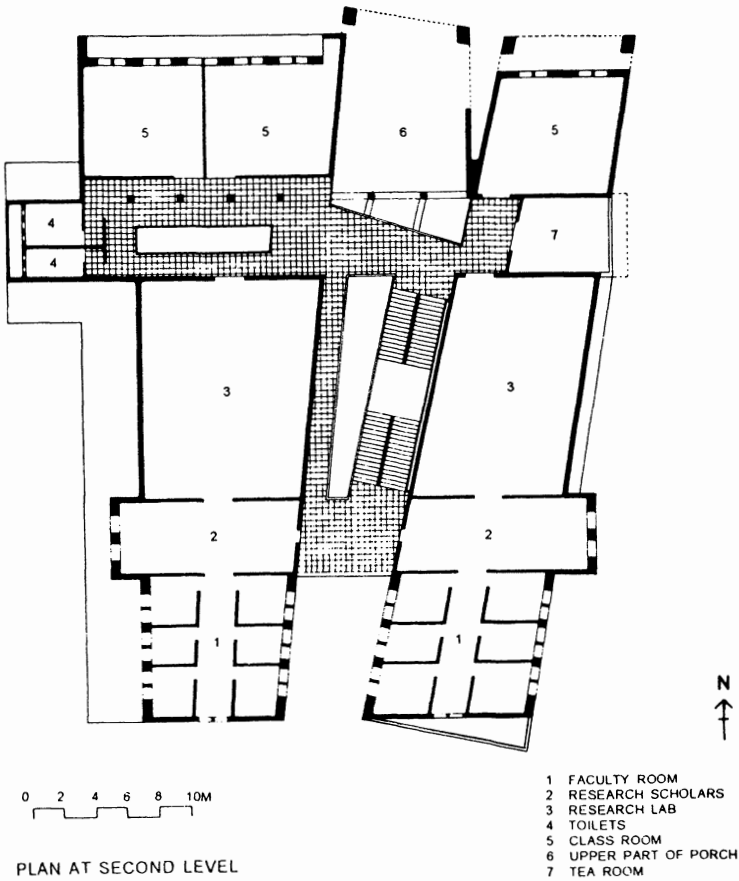 5
5
6
5
4
4
7
3
3
2
2
1
1
N
0 2 4 6 8 10M
PLAN AT SECOND LEVEL
1 FACULTY ROOM
2 RESEARCH SCHOLARS
3 RESEARCH LAB
4 TOILETS
5 CLASS ROOM
6 UPPER PART OF PORCH
7 TEA ROOM